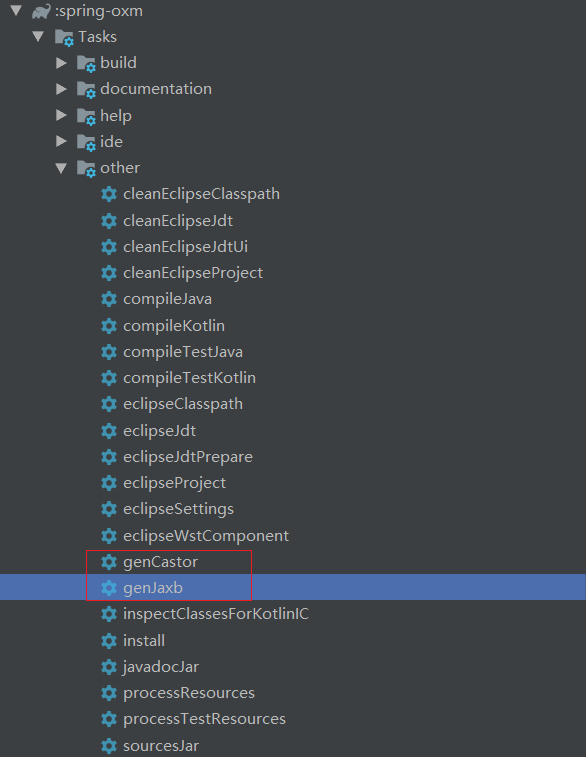 :spring-oxm
Tasks
build
documentation
help
ide
other
cleanEclipseClasspath
cleanEclipseJdt
cleanEclipseJdtUi
cleanEclipseProject
compileJava
compileKotlin
compileTestJava
compileTestKotlin
eclipseClasspath
eclipseJdt
eclipseJdtPrepare
eclipseProject
eclipseSettings
eclipseWstComponent
genCastor
genJaxb
inspectClassesForKotlinIC
install
javadocJar
processResources
processTestResources
sourcesJar